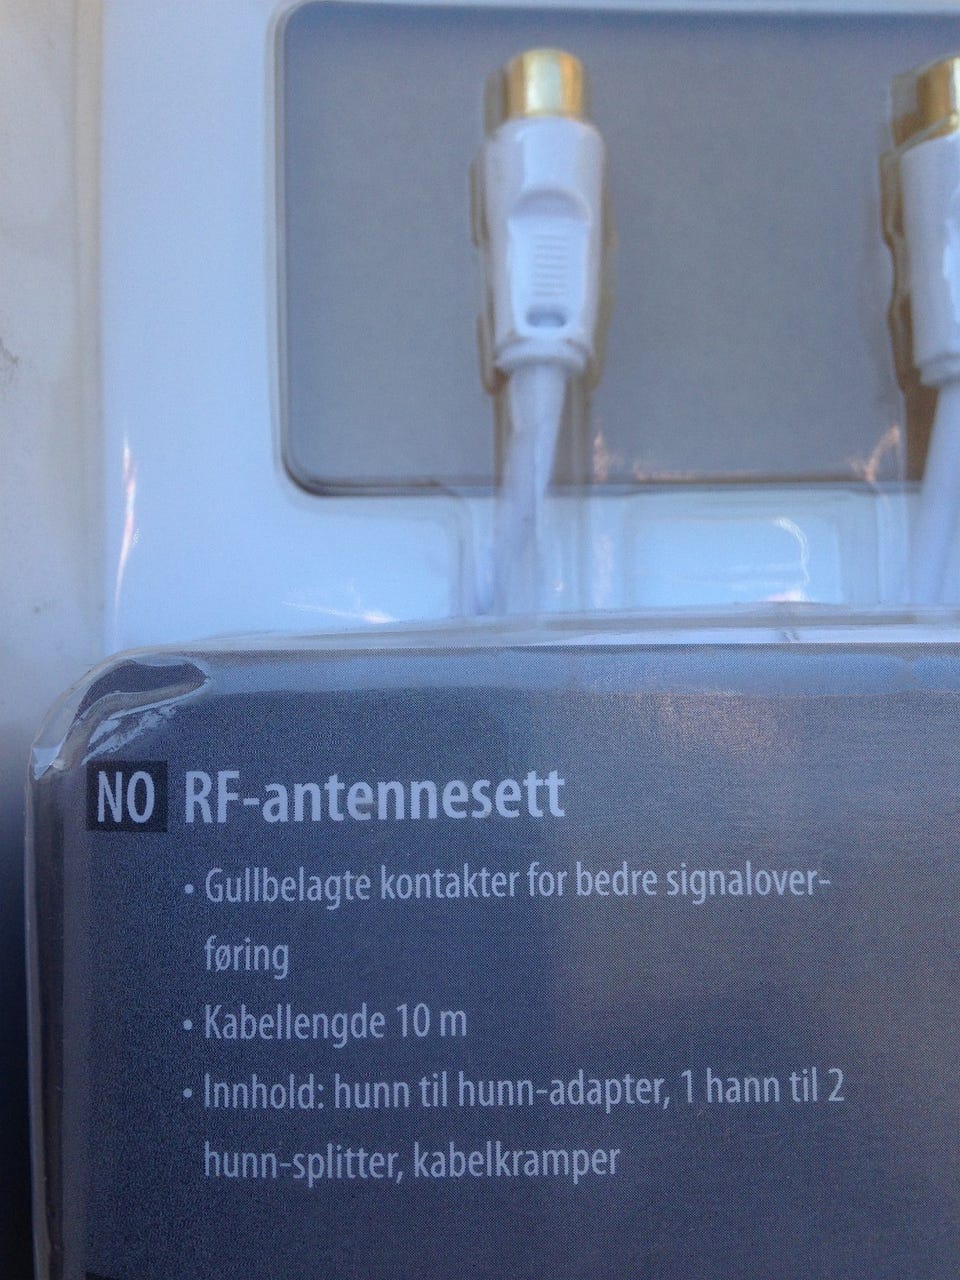 NO RF-antennesett
• Gullbelagte kontakter for bedre signalover-
føring
• Kabellengde 10 m
• Innhold: hunn til hunn-adapter, 1 hann til 2
hunn-splitter, kabelkramper